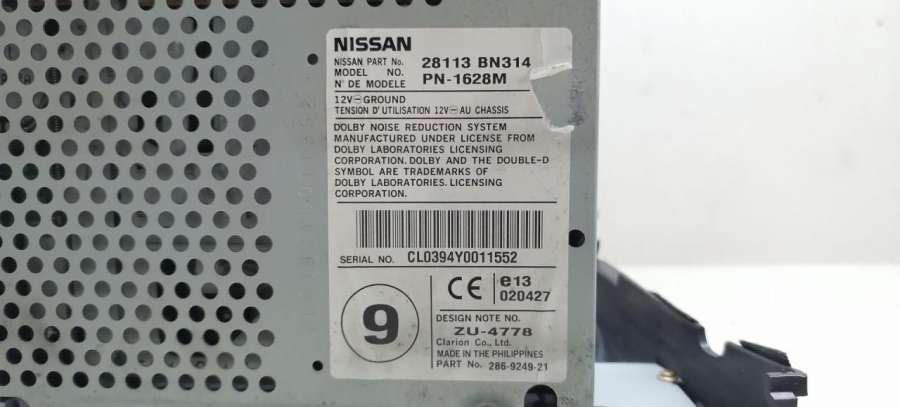 NISSAN
NISSAN PART No. 28113 BN314
MODEL NO. PN-1628M
N° DE MODELE
12V⊖GROUND
TENSION D'UTILISATION 12V⊖AU CHASSIS
DOLBY NOISE REDUCTION SYSTEM
MANUFACTURED UNDER LICENSE FROM
DOLBY LABORATORIES LICENSING
CORPORATION. DOLBY AND THE DOUBLE-D
SYMBOL ARE TRADEMARKS OF
DOLBY LABORATORIES. LICENSING
CORPORATION.
SERIAL NO. CL0394Y0011552
9
CE
e13
020427
DESIGN NOTE NO.
ZU-4778
Clarion Co., Ltd.
MADE IN THE PHILIPPINES
PART No. 286-9249-21